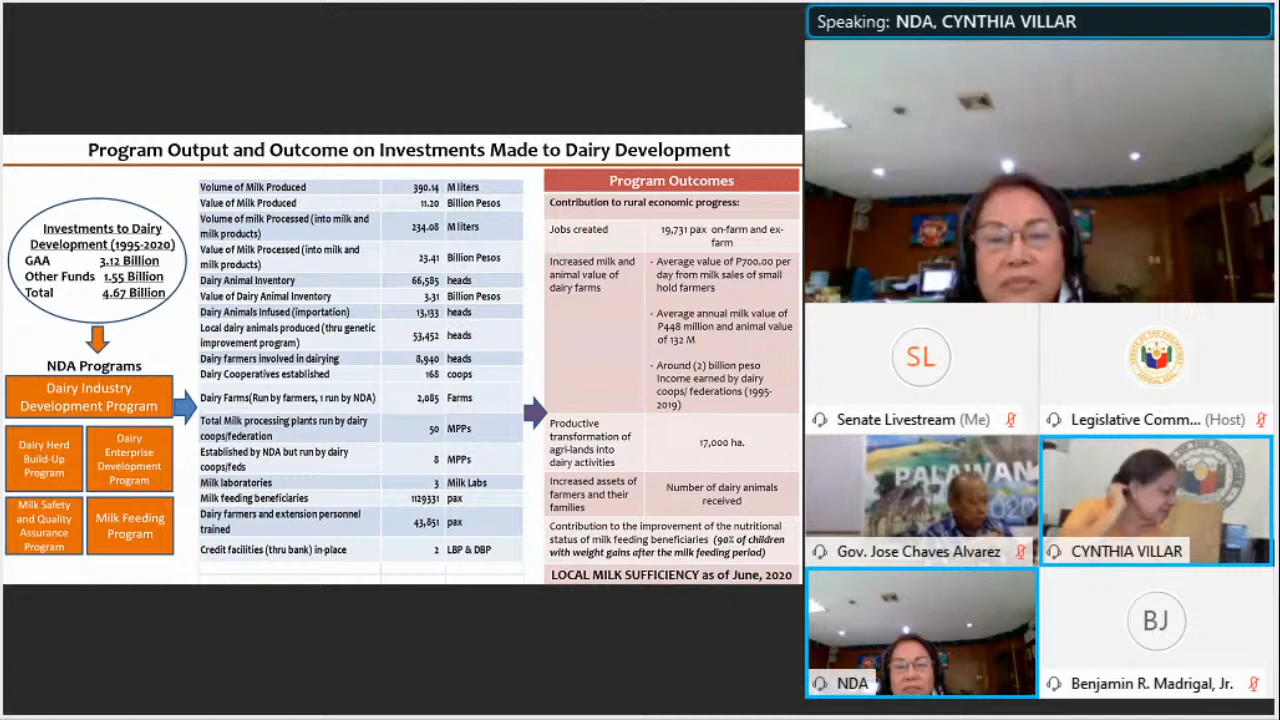 Speaking: NDA, CYNTHIA VILLAR
Program Output and Outcome on Investments Made to Dairy Development
Investments to Dairy
Development (1995-2020)
GAA 3.12 Billion
Other Funds 1.55 Billion
Total 4.67 Billion
NDA Programs
Dairy Industry
Development Program
Dairy Herd
Build-Up
Program
Dairy
Enterprise
Development
Program
Milk Safety
and Quality
Assurance
Program
Milk Feeding
Program
Volume of Milk Produced 390.14 M liters
Value of Milk Produced 11.20 Billion Pesos
Volume of milk Processed (into milk and
milk products) 234.08 M liters
Value of Milk Processed (into milk and
milk products) 23.41 Billion Pesos
Dairy Animal Inventory 66,585 heads
Value of Dairy Animal Inventory 3.31 Billion Pesos
Dairy Animals Infused (importation) 13,133 heads
Local dairy animals produced (thru genetic
improvement program) 53,452 heads
Dairy farmers involved in dairying 8,940 heads
Dairy Cooperatives established 168 coops
Dairy Farms(Run by farmers, 1 run by NDA) 2,085 Farms
Total Milk processing plants run by dairy
coops/federation 50 MPPs
Established by NDA but run by dairy
coops/feds 8 MPPs
Milk laboratories 3 Milk Labs
Milk feeding beneficiaries 1129331 pax
Dairy farmers and extension personnel
trained 43,851 pax
Credit facilities (thru bank) in-place 2 LBP & DBP
Program Outcomes
Contribution to rural economic progress:
Jobs created 19,731 pax on-farm and ex-
farm
Increased milk and
animal value of
dairy farms
- Average value of P700.00 per
day from milk sales of small
hold farmers
- Average annual milk value of
P448 million and animal value
of 132 M
- Around (2) billion peso
Income earned by dairy
coops/ federations (1995-
2019)
Productive
transformation of
agri-lands into
dairy activities
17,000 ha.
Increased assets of
farmers and their
families
Number of dairy animals
received
Contribution to the improvement of the nutritional
status of milk feeding beneficiaries (90% of children
with weight gains after the milk feeding period)
LOCAL MILK SUFFICIENCY as of June, 2020
SL
Senate Livestream (Me)
Legislative Comm... (Host)
PALAWAN
2020
Gov. Jose Chaves Alvarez
CYNTHIA VILLAR
NDA
BJ
Benjamin R. Madrigal, Jr.